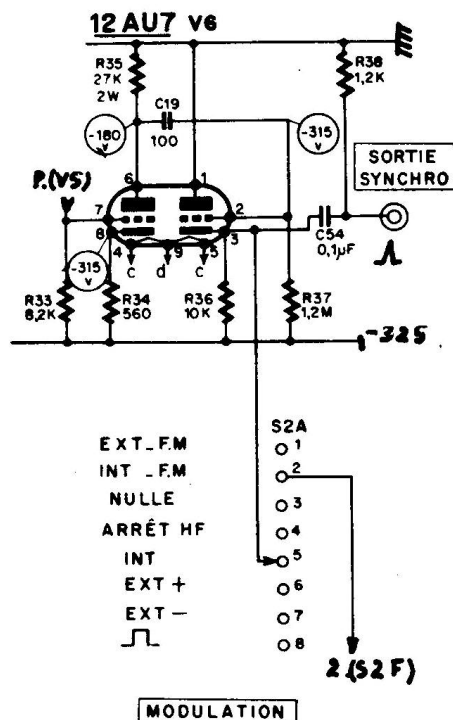 12 AU7 V6
R35
27K
2W
R38
1,2K
C19
100
-180
V
-315
V
SORTIE
SYNCHRO
P.(V5)
6
1
7
2
8
3
4
9
5
C54
0,1µF
-315
V
c
d
c
R33
8,2K
R34
560
R36
10K
R37
1,2M
-325
S2A
EXT_F.M
1
INT _F.M
2
NULLE
3
ARRÊT HF
4
INT
5
EXT +
6
EXT –
7
8
2.(S2F)
MODULATION